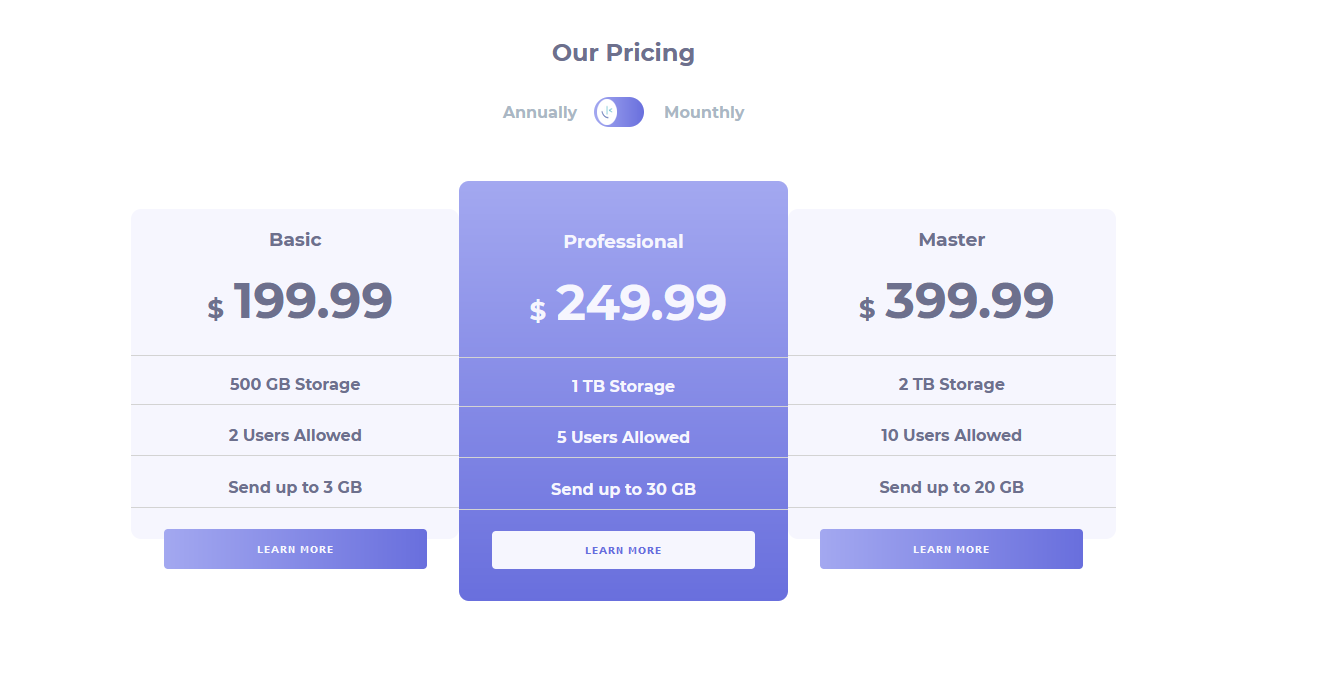 Our Pricing
Annually Mounthly
Basic
$ 199.99
500 GB Storage
2 Users Allowed
Send up to 3 GB
LEARN MORE
Professional
$ 249.99
1 TB Storage
5 Users Allowed
Send up to 30 GB
LEARN MORE
Master
$ 399.99
2 TB Storage
10 Users Allowed
Send up to 20 GB
LEARN MORE